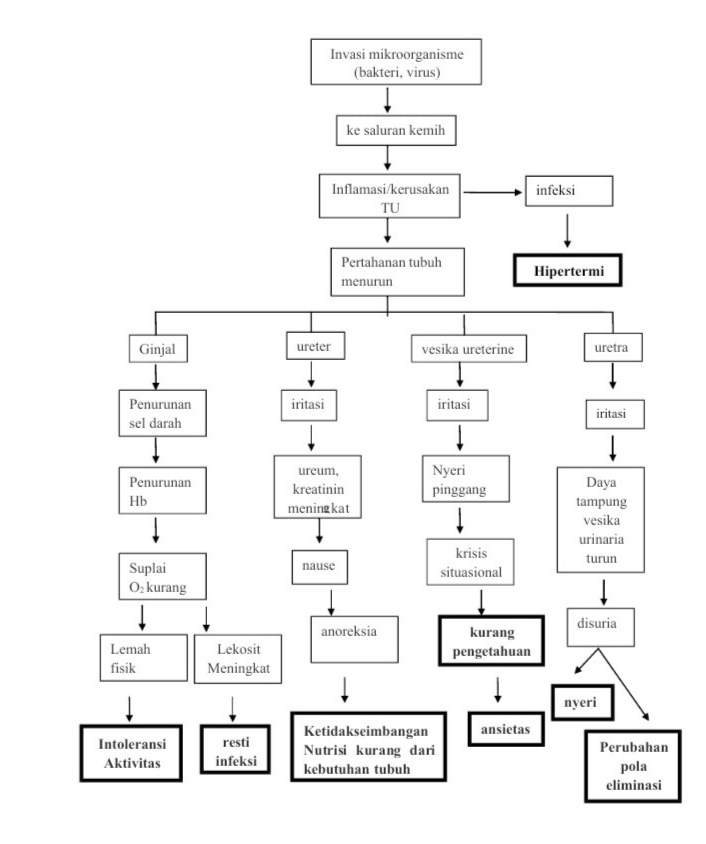 Invasi mikroorganisme
(bakteri, virus)
ke saluran kemih
Inflamasi/kerusakan
TU
infeksi
Hipertermi
Pertahanan tubuh
menurun
Ginjal
ureter
vesika ureterine
uretra
Penurunan
sel darah
iritasi
iritasi
iritasi
Penurunan
Hb
ureum,
kreatinin
meningkat
2
Nyeri
pinggang
Daya
tampung
vesika
urinaria
turun
Suplai
O2 kurang
nause
krisis
situasional
Lemah
fisik
Lekosit
Meningkat
anoreksia
kurang
pengetahuan
disuria
Intoleransi
Aktivitas
resti
infeksi
Ketidakseimbangan
Nutrisi kurang dari
kebutuhan tubuh
ansietas
nyeri
Perubahan
pola
eliminasi